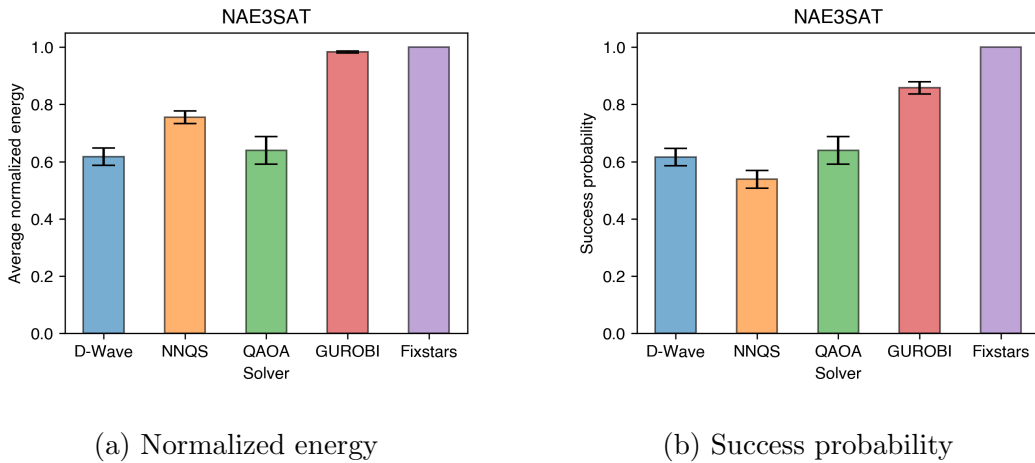 NAE3SAT
Average normalized energy
1.0
0.8
0.6
0.4
0.2
0.0
D-Wave NNQS QAOA GUROBI Fixstars
Solver
(a) Normalized energy
NAE3SAT
Success probability
1.0
0.8
0.6
0.4
0.2
0.0
D-Wave NNQS QAOA GUROBI Fixstars
Solver
(b) Success probability